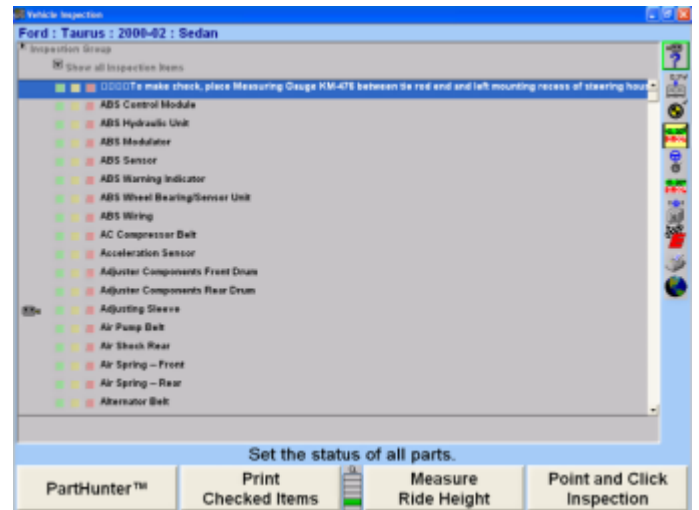 Vehicle Inspection
Ford : Taurus : 2000-02 : Sedan
Inspection Group
Show all Inspection Items
To make check, place Measuring Gauge KM-475 between tie rod end and left mounting recess of steering hous
ABS Control Module
ABS Hydraulic Unit
ABS Modulator
ABS Sensor
ABS Warning Indicator
ABS Wheel Bearing/Sensor Unit
ABS Wiring
AC Compressor Belt
Acceleration Sensor
Adjuster Components Front Drum
Adjuster Components Rear Drum
Adjusting Sleeve
Air Pump Belt
Air Shock Rear
Air Spring – Front
Air Spring – Rear
Alternator Belt
Set the status of all parts.
PartHunter™
Print
Checked Items
Measure
Ride Height
Point and Click
Inspection